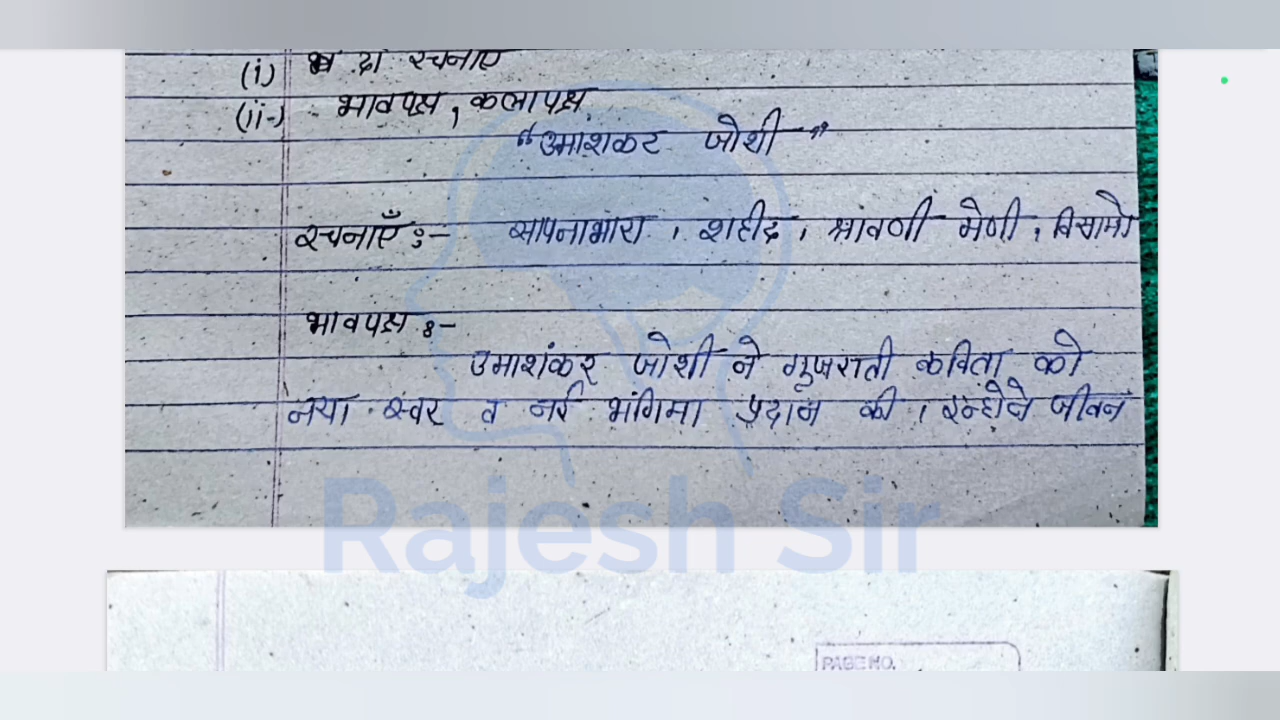 (i) दो रचनाएँ
(ii-) भावपक्ष, कलापक्ष
"उमाशंकर जोशी"
रचनाएँ :- सापनाभारा, शहीद, श्रावणी मेणी, विसामो
भावपक्ष :-
उमाशंकर जोशी ने गुजराती कविता को
नया स्वर व नई भंगिमा प्रदान की, इन्होने जीवन
Rajesh Sir
PAGE NO.